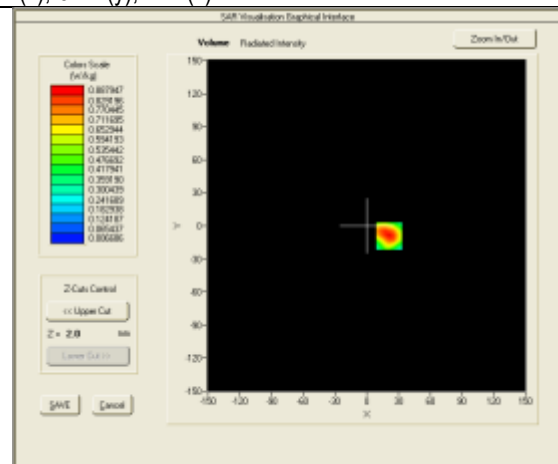 SAR Visualisation Graphical Interface
Volume Radiated Intensity
Zoom In/Out
Colors Scale
(W/kg)
0.887947
0.829196
0.770445
0.711695
0.652944
0.594193
0.535442
0.476692
0.417941
0.359190
0.300439
0.241689
0.182938
0.124187
0.065437
0.006686
150
120
90
60
30
0
-30
-60
-90
-120
-150
Y
-150 -120 -90 -60 -30 0 30 60 90 120 150
X
Z-Cuts Control
<< Upper Cut
Z = 2.0 mm
Lower Cut >>
SAVE Cancel